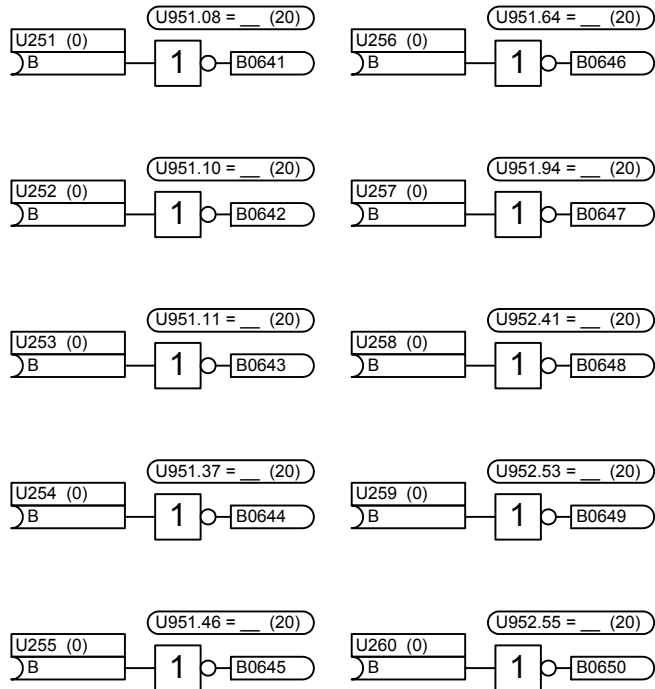 U951.08 = __ (20)
U251 (0)
B
1
B0641
U951.64 = __ (20)
U256 (0)
B
1
B0646
U951.10 = __ (20)
U252 (0)
B
1
B0642
U951.94 = __ (20)
U257 (0)
B
1
B0647
U951.11 = __ (20)
U253 (0)
B
1
B0643
U952.41 = __ (20)
U258 (0)
B
1
B0648
U951.37 = __ (20)
U254 (0)
B
1
B0644
U952.53 = __ (20)
U259 (0)
B
1
B0649
U951.46 = __ (20)
U255 (0)
B
1
B0645
U952.55 = __ (20)
U260 (0)
B
1
B0650